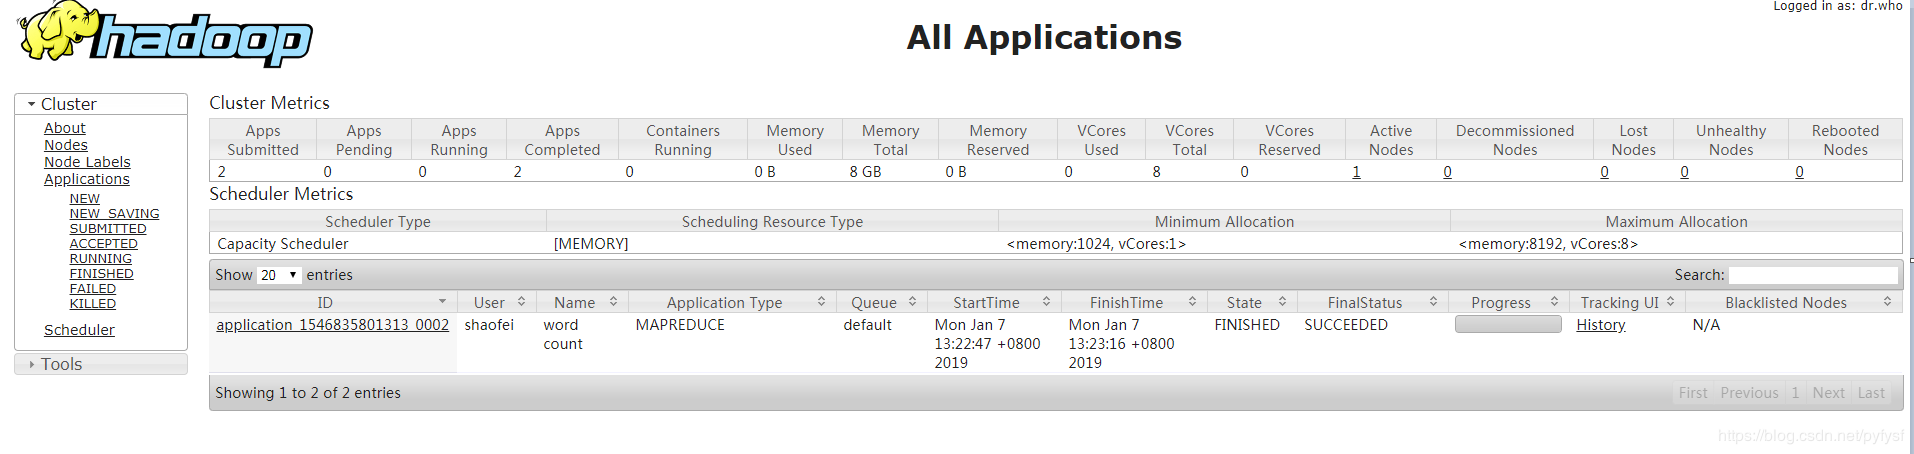 Logged in as: dr.who
hadoop
All Applications
Cluster
About
Nodes
Node Labels
Applications
NEW
NEW_SAVING
SUBMITTED
ACCEPTED
RUNNING
FINISHED
FAILED
KILLED
Scheduler
Tools
Cluster Metrics
Apps Submitted Apps Pending Apps Running Apps Completed Containers Running Memory Used Memory Total Memory Reserved VCores Used VCores Total VCores Reserved Active Nodes Decommissioned Nodes Lost Nodes Unhealthy Nodes Rebooted Nodes
2 0 0 2 0 0 B 8 GB 0 B 0 8 0 1 0 0 0 0
Scheduler Metrics
Scheduler Type Scheduling Resource Type Minimum Allocation Maximum Allocation
Capacity Scheduler [MEMORY] <memory:1024, vCores:1> <memory:8192, vCores:8>
Show 20 entries Search:
ID User Name Application Type Queue StartTime FinishTime State FinalStatus Progress Tracking UI Blacklisted Nodes
application_1546835801313_0002 shaofei word MAPREDUCE default Mon Jan 7 Mon Jan 7 FINISHED SUCCEEDED History N/A
count 13:22:47 +0800 13:23:16 +0800
2019 2019
Showing 1 to 2 of 2 entries First Previous 1 Next Last
https://blog.csdn.net/pyfysf